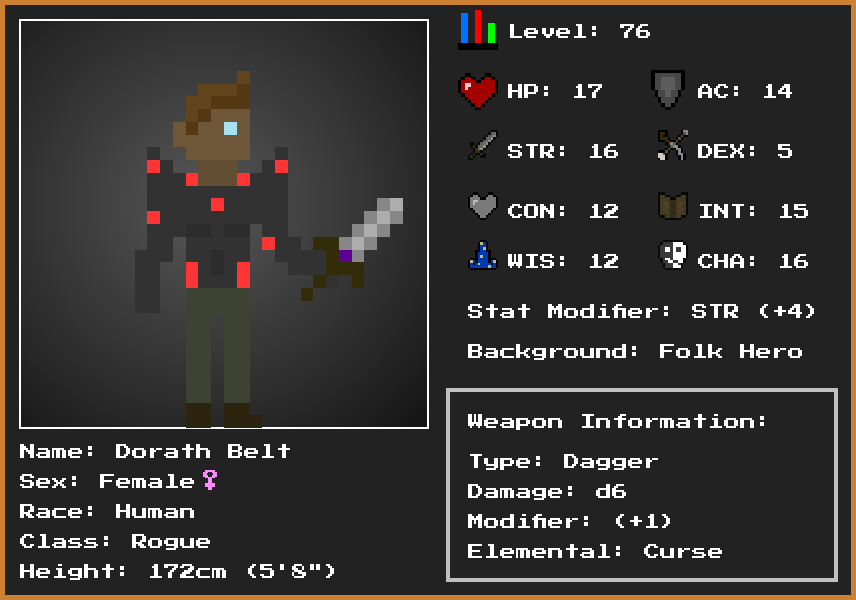 Level: 76
HP: 17
AC: 14
STR: 16
DEX: 5
CON: 12
INT: 15
WIS: 12
CHA: 16
Stat Modifier: STR (+4)
Background: Folk Hero
Weapon Information:
Type: Dagger
Damage: d6
Modifier: (+1)
Elemental: Curse
Name: Dorath Belt
Sex: Female♀
Race: Human
Class: Rogue
Height: 172cm (5'8")